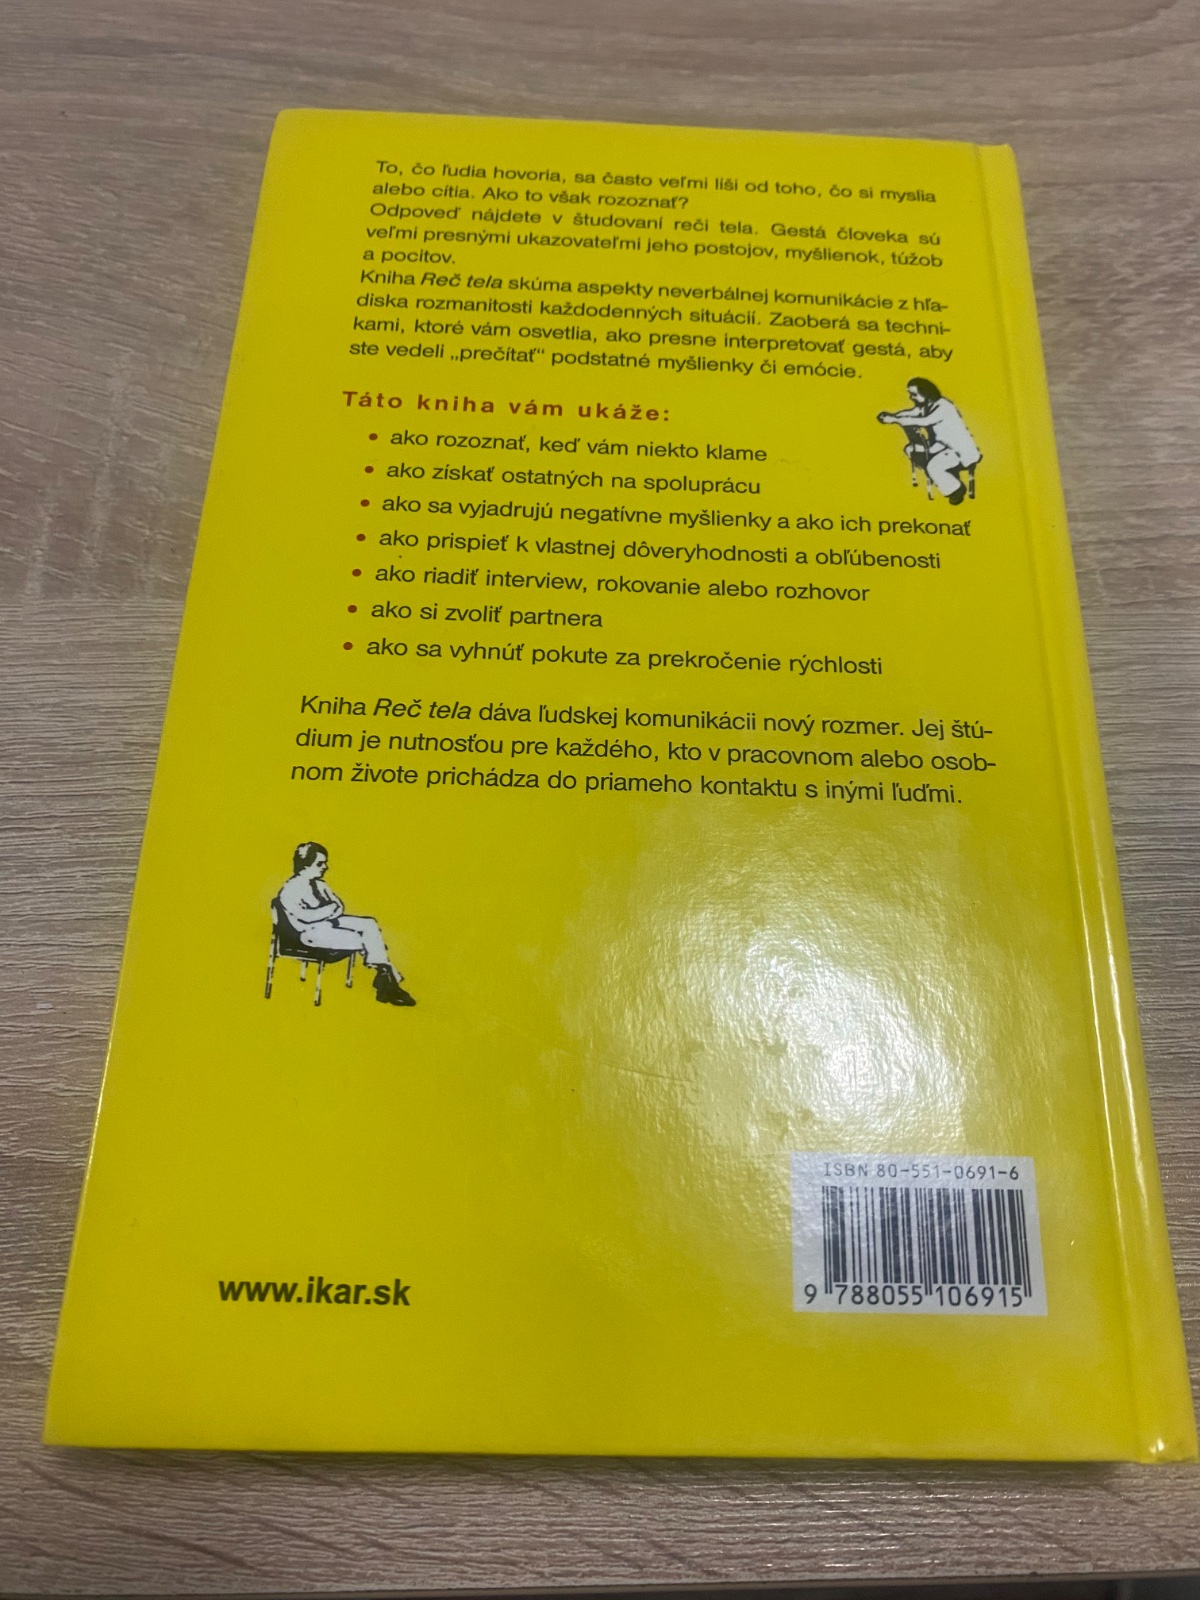 To, čo ľudia hovoria, sa často veľmi líši od toho, čo si myslia
alebo cítia. Ako to však rozoznať?
Odpoveď nájdete v študovaní reči tela. Gestá človeka sú
veľmi presnými ukazovateľmi jeho postojov, myšlienok, túžob
a pocitov.
Kniha Reč tela skúma aspekty neverbálnej komunikácie z hľa-
diska rozmanitosti každodenných situácií. Zaoberá sa techni-
kami, ktoré vám osvetlia, ako presne interpretovať gestá, aby
ste vedeli „prečítať“ podstatné myšlienky či emócie.
Táto kniha vám ukáže:
• ako rozoznať, keď vám niekto klame
• ako získať ostatných na spoluprácu
• ako sa vyjadrujú negatívne myšlienky a ako ich prekonať
• ako prispieť k vlastnej dôveryhodnosti a obľúbenosti
• ako riadiť interview, rokovanie alebo rozhovor
• ako si zvoliť partnera
• ako sa vyhnúť pokute za prekročenie rýchlosti
Kniha Reč tela dáva ľudskej komunikácii nový rozmer. Jej štú-
dium je nutnosťou pre každého, kto v pracovnom alebo osob-
nom živote prichádza do priameho kontaktu s inými ľuďmi.
ISBN 80-551-0691-6
9 788055 106915
www.ikar.sk